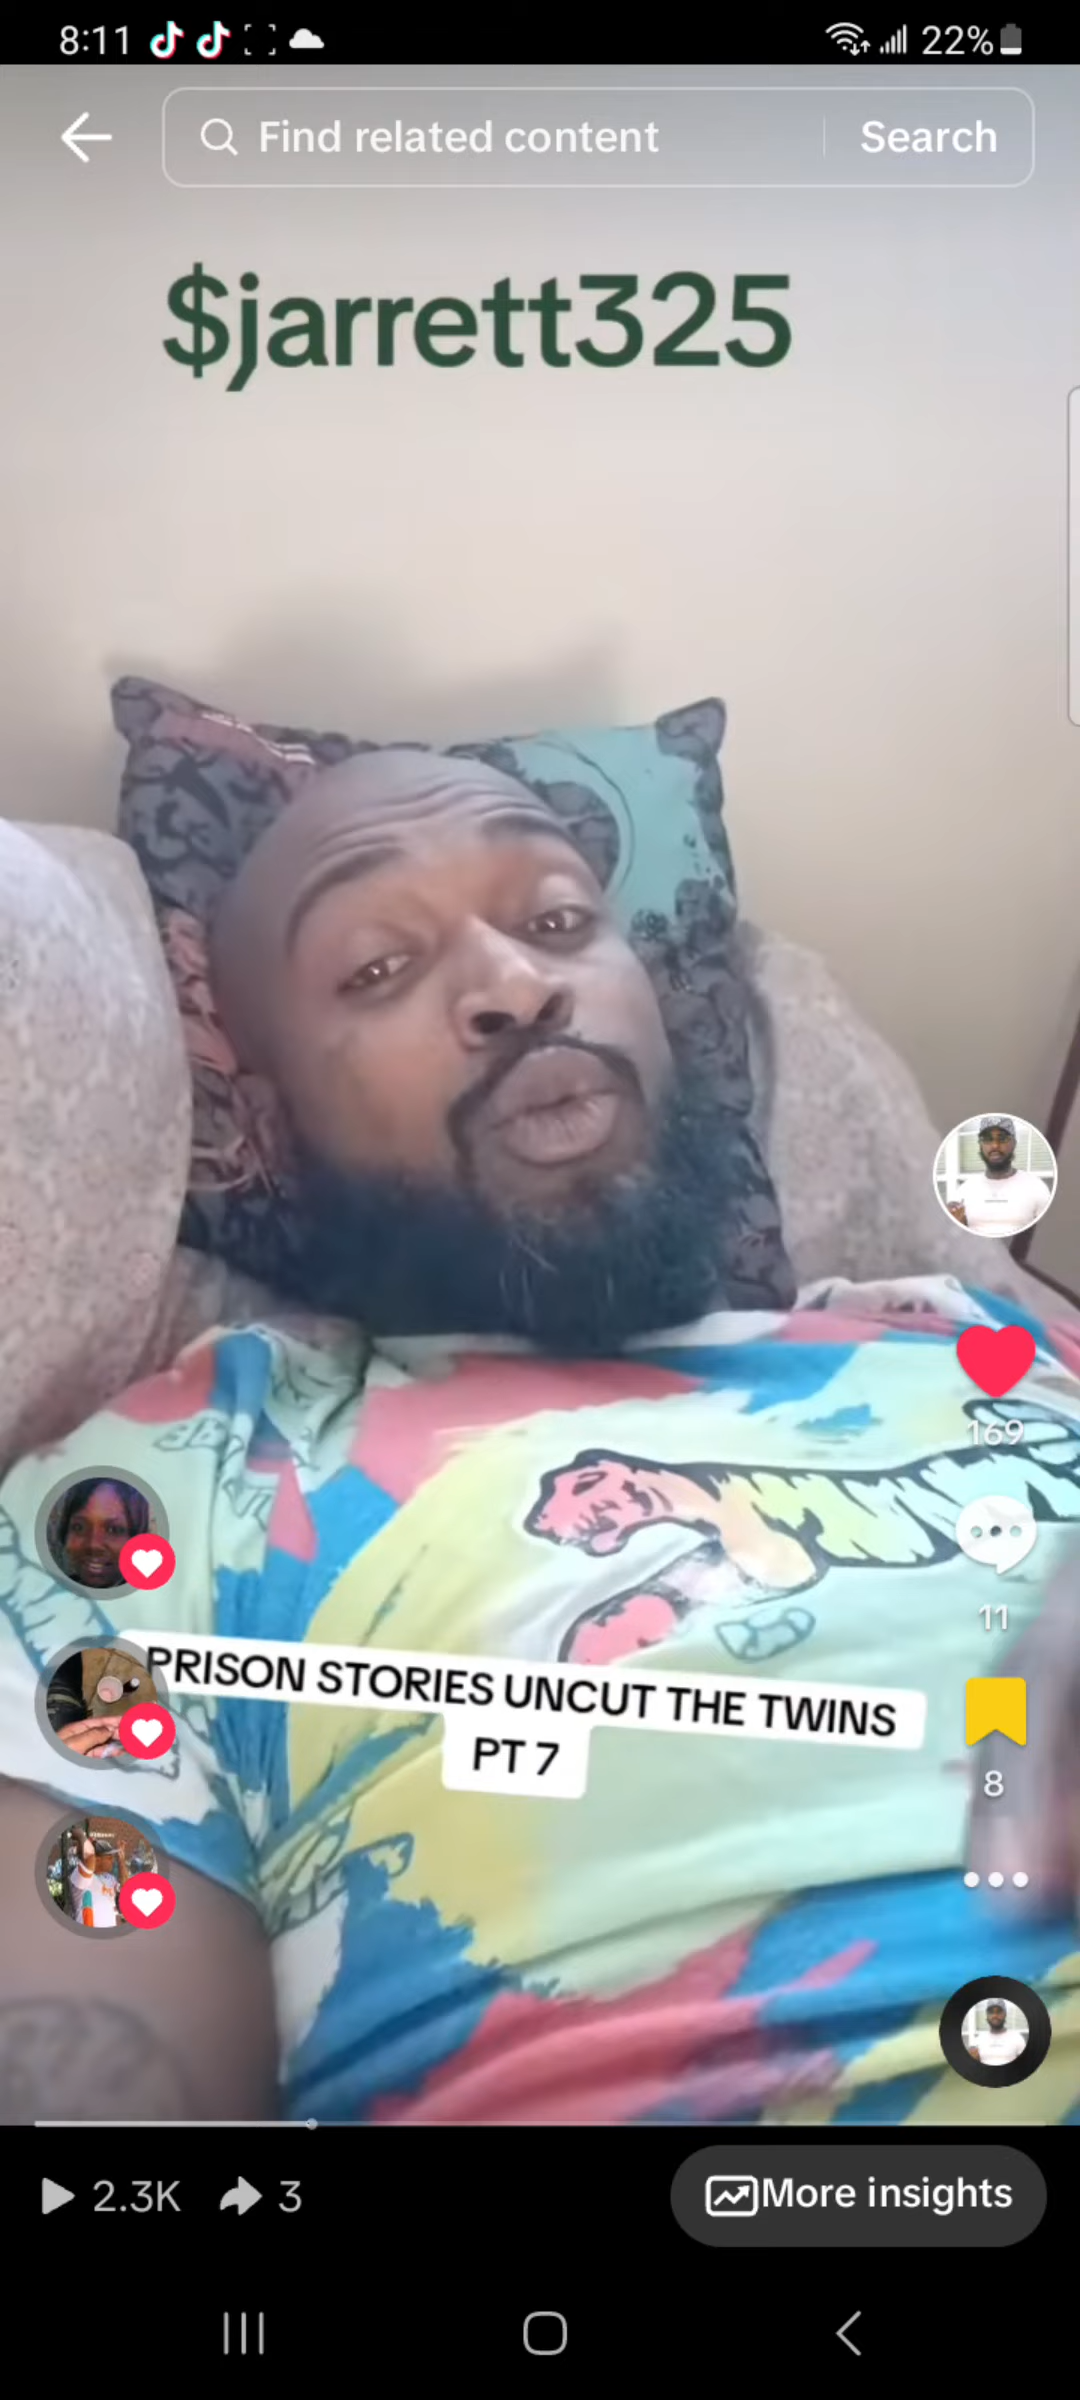 8:11
22%
Find related content
Search
$jarrett325
169
11
PRISON STORIES UNCUT THE TWINS
PT 7
8
2.3K
3
More insights